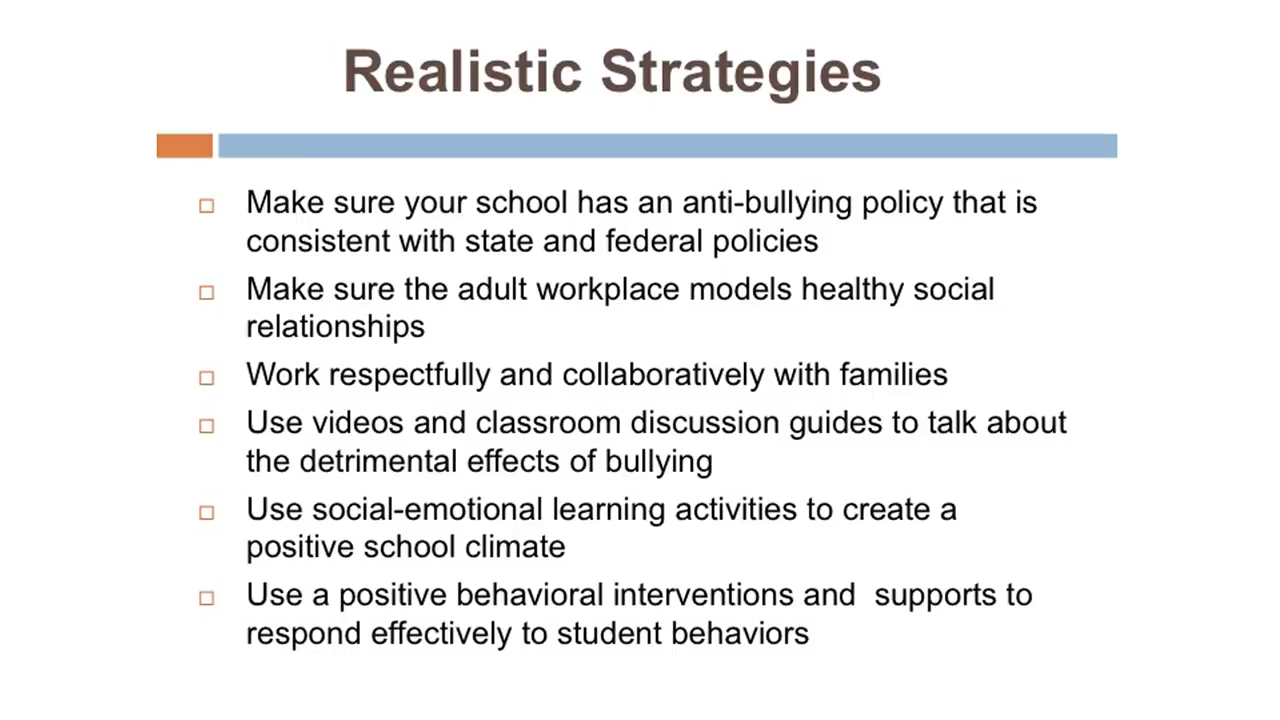 Realistic Strategies
Make sure your school has an anti-bullying policy that is
consistent with state and federal policies
Make sure the adult workplace models healthy social
relationships
Work respectfully and collaboratively with families
Use videos and classroom discussion guides to talk about
the detrimental effects of bullying
Use social-emotional learning activities to create a
positive school climate
Use a positive behavioral interventions and  supports to
respond effectively to student behaviors